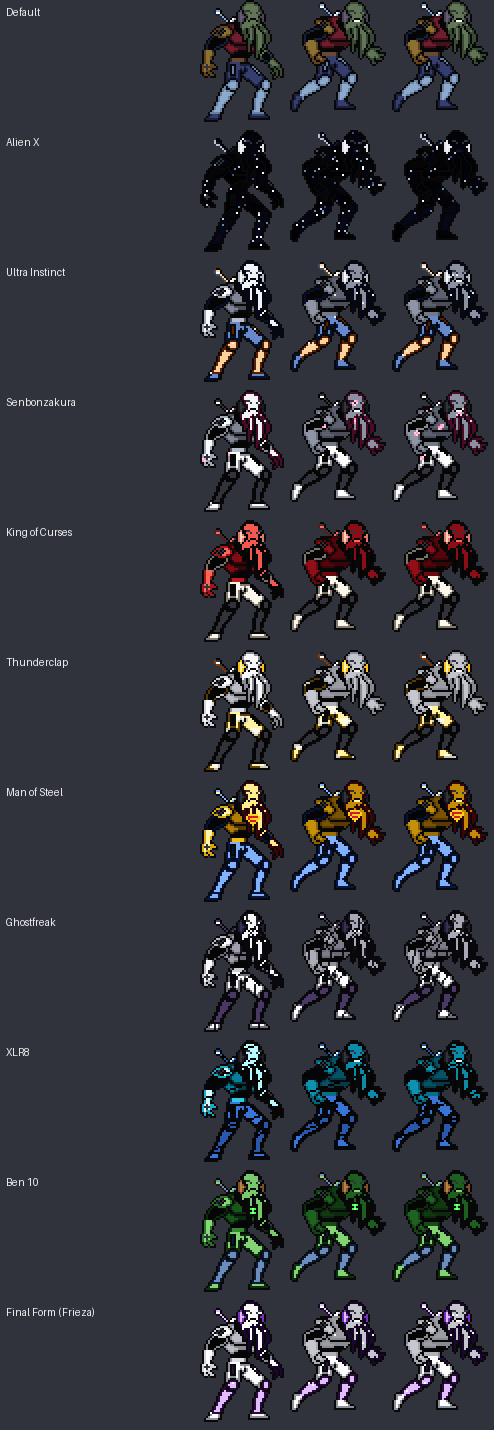 Default
Alien X
Ultra Instinct
Senbonzakura
King of Curses
Thunderclap
Man of Steel
Ghostfreak
XLR8
Ben 10
Final Form (Frieza)